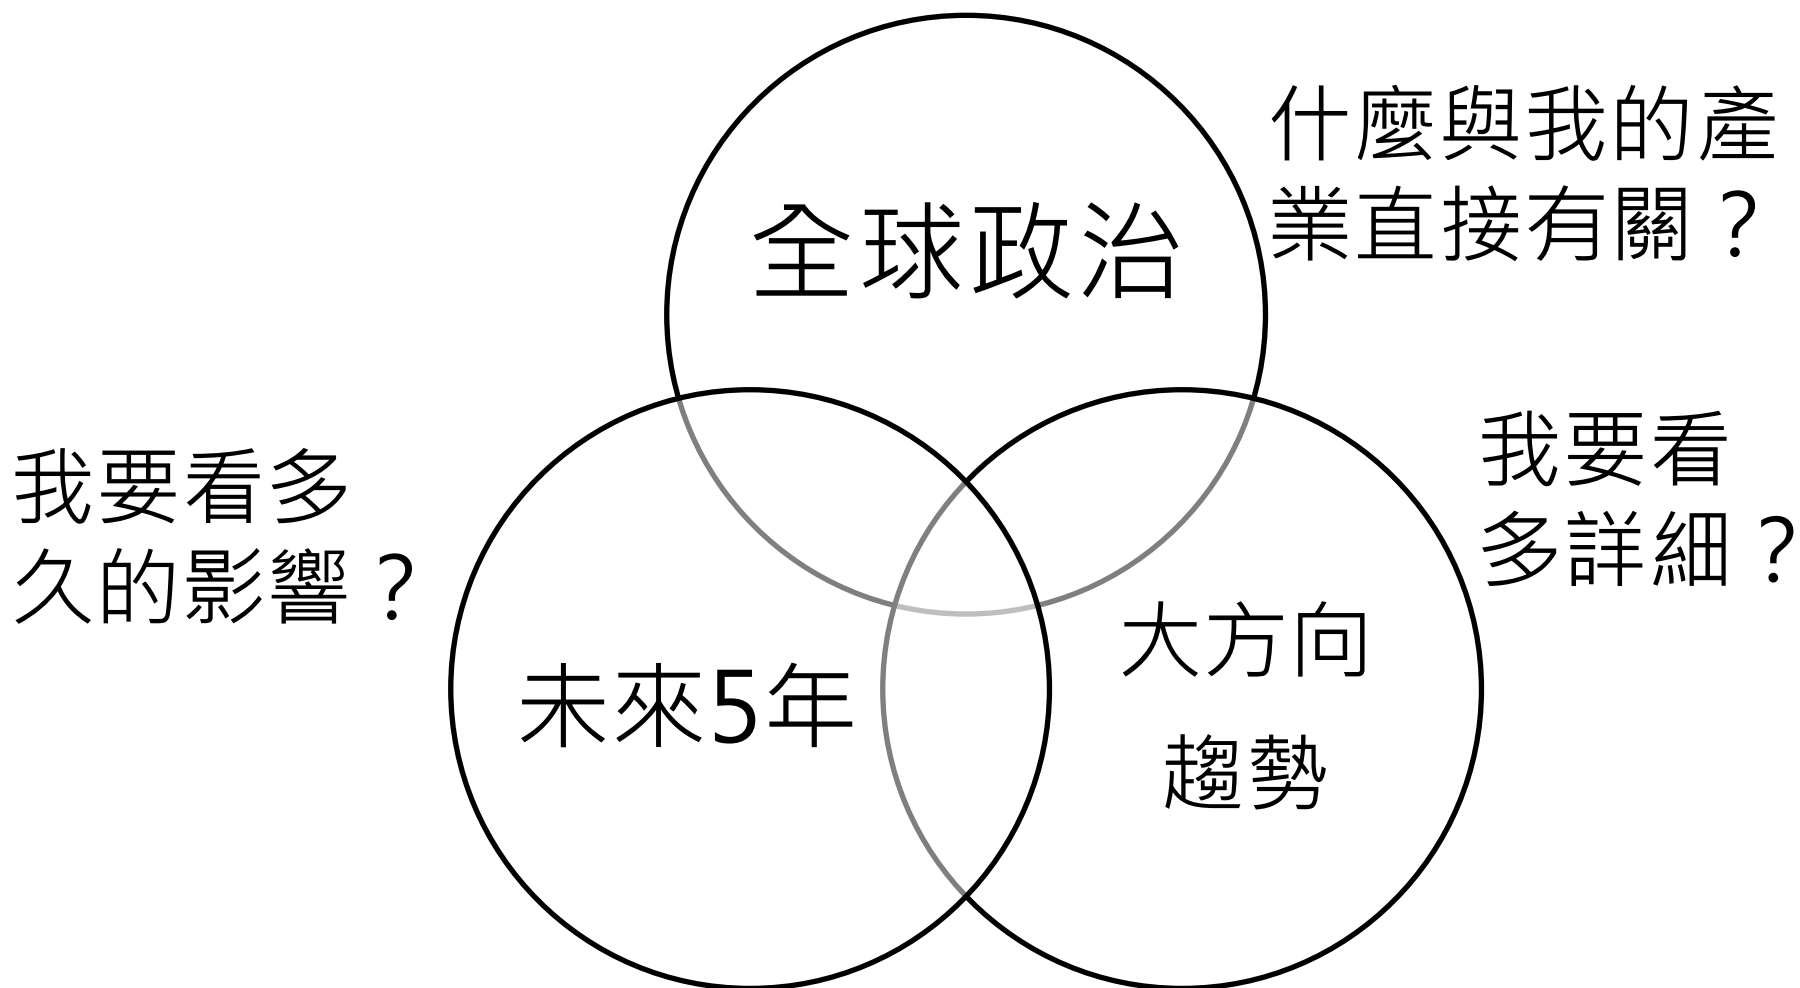 什麼與我的產
業直接有關？
全球政治
我要看
多詳細？
我要看多
久的影響？
大方向
趨勢
未來5年